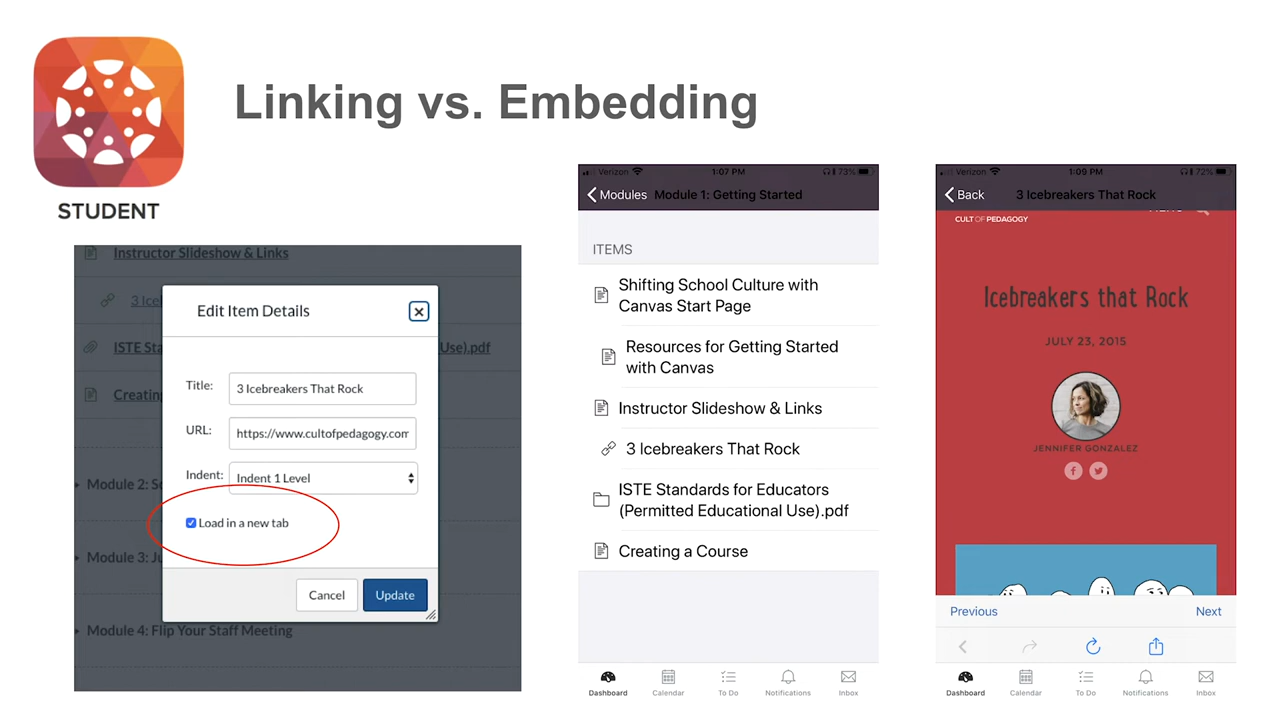 Linking vs. Embedding
STUDENT
Instructor Slideshow & Links
3 Ice
ISTE Sta
Use).pdf
Creating
Module 2: S
Module 3: Ju
Module 4: Flip Your Staff Meeting
Edit Item Details
Title:
3 Icebreakers That Rock
URL:
https://www.cultofpedagogy.com
Indent:
Indent 1 Level
Load in a new tab
Cancel
Update
Verizon
1:07 PM
73%
Modules
Module 1: Getting Started
ITEMS
Shifting School Culture with
Canvas Start Page
Resources for Getting Started
with Canvas
Instructor Slideshow & Links
3 Icebreakers That Rock
ISTE Standards for Educators
(Permitted Educational Use).pdf
Creating a Course
Dashboard
Calendar
To Do
Notifications
Inbox
Verizon
1:09 PM
72%
Back
3 Icebreakers That Rock
CULT OF PEDAGOGY
Icebreakers that Rock
JULY 23, 2015
JENNIFER GONZALEZ
Previous
Next
Dashboard
Calendar
To Do
Notifications
Inbox